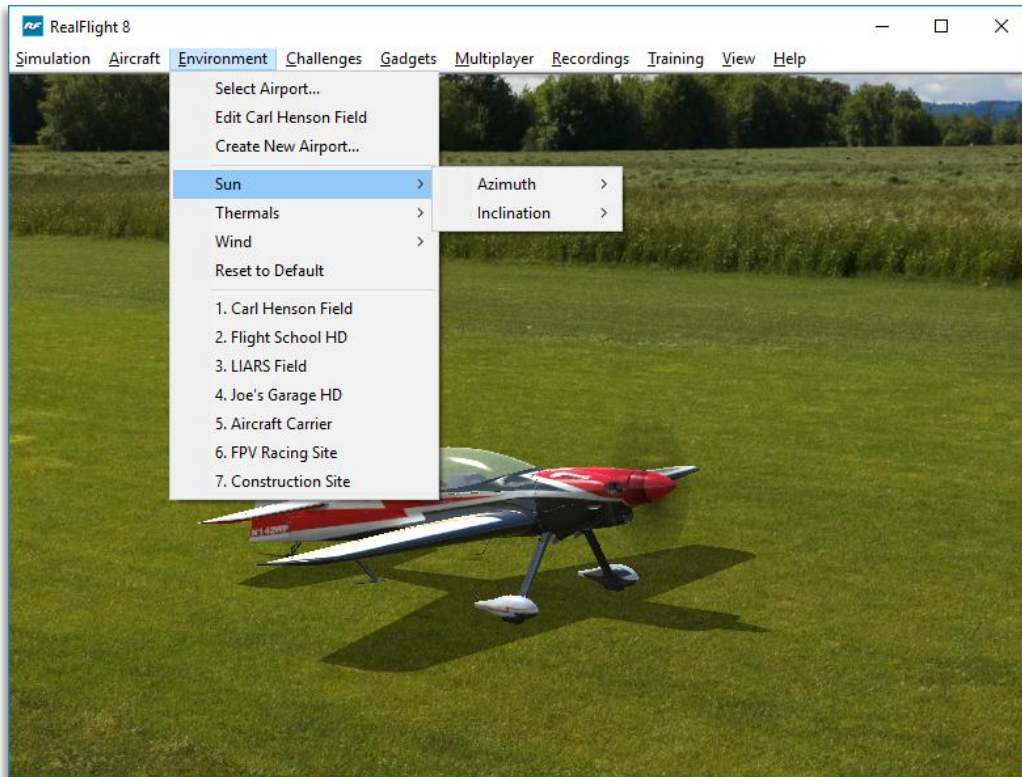 RF RealFlight 8
Simulation Aircraft Environment Challenges Gadgets Multiplayer Recordings Training View Help
Select Airport...
Edit Carl Henson Field
Create New Airport...
Sun
Azimuth
Thermals
Inclination
Wind
Reset to Default
1. Carl Henson Field
2. Flight School HD
3. LIARS Field
4. Joe's Garage HD
5. Aircraft Carrier
6. FPV Racing Site
7. Construction Site